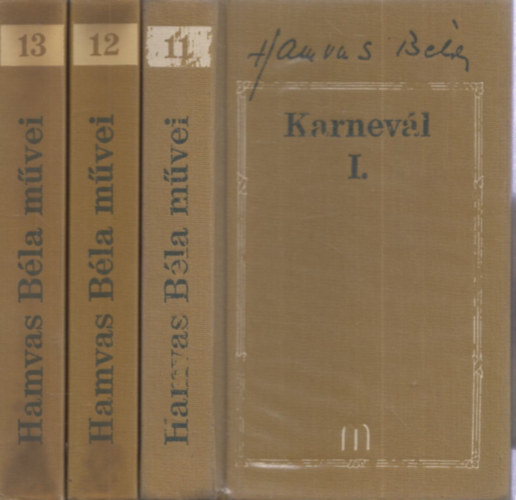 13
Hamvas Béla művei
12
Hamvas Béla művei
11
Hamvas Béla művei
Hamvas Béla
Karnevál
I.
m